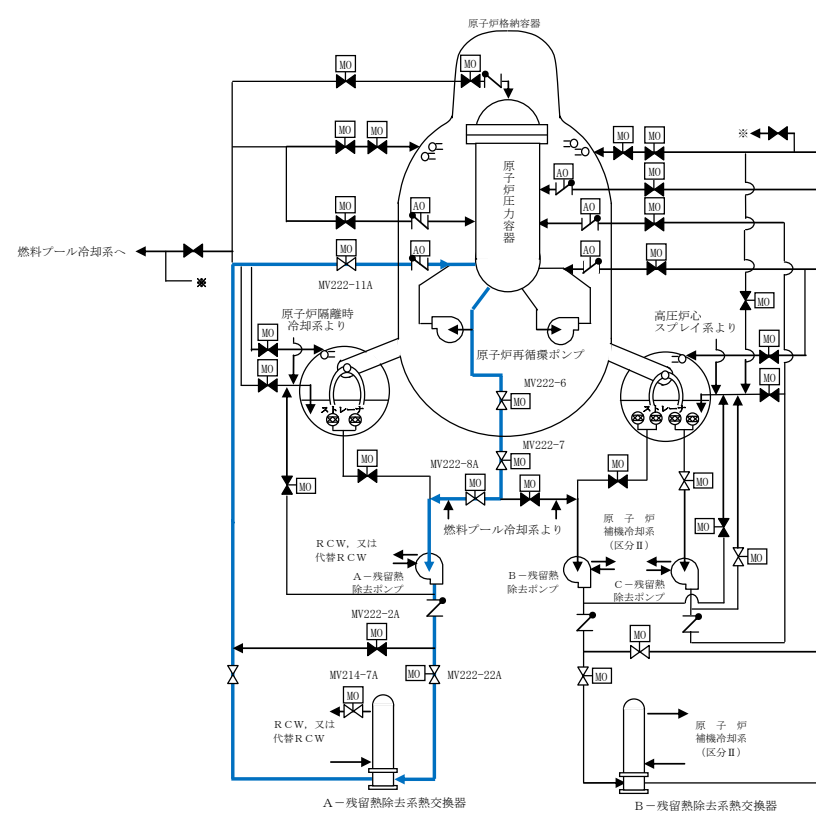 原子炉格納容器
MO
MO
MO
MO
MO
MO
※
原子炉圧力容器
AO
MO
MO
AO
AO
MO
燃料プール冷却系へ
MO
AO
AO
MO
※
MV222-11A
MO
原子炉隔離時
冷却系より
高圧炉心
スプレイ系より
MO
MO
原子炉再循環ポンプ
MO
MO
MV222-6
MO
ストレーナ
ストレーナ
MV222-7
MO
MV222-8A
MO
MO
MO
MO
MO
MO
MO
燃料プール冷却系より
原子炉
補機冷却系
(区分Ⅱ)
MO
MO
RCW，又は
代替RCW
A－残留熱
除去ポンプ
B－残留熱
除去ポンプ
C－残留熱
除去ポンプ
MV222-2A
MO
MO
MV214-7A
MO
MV222-22A
MO
MO
RCW，又は
代替RCW
原子炉
補機冷却系
(区分Ⅱ)
A－残留熱除去系熱交換器
B－残留熱除去系熱交換器